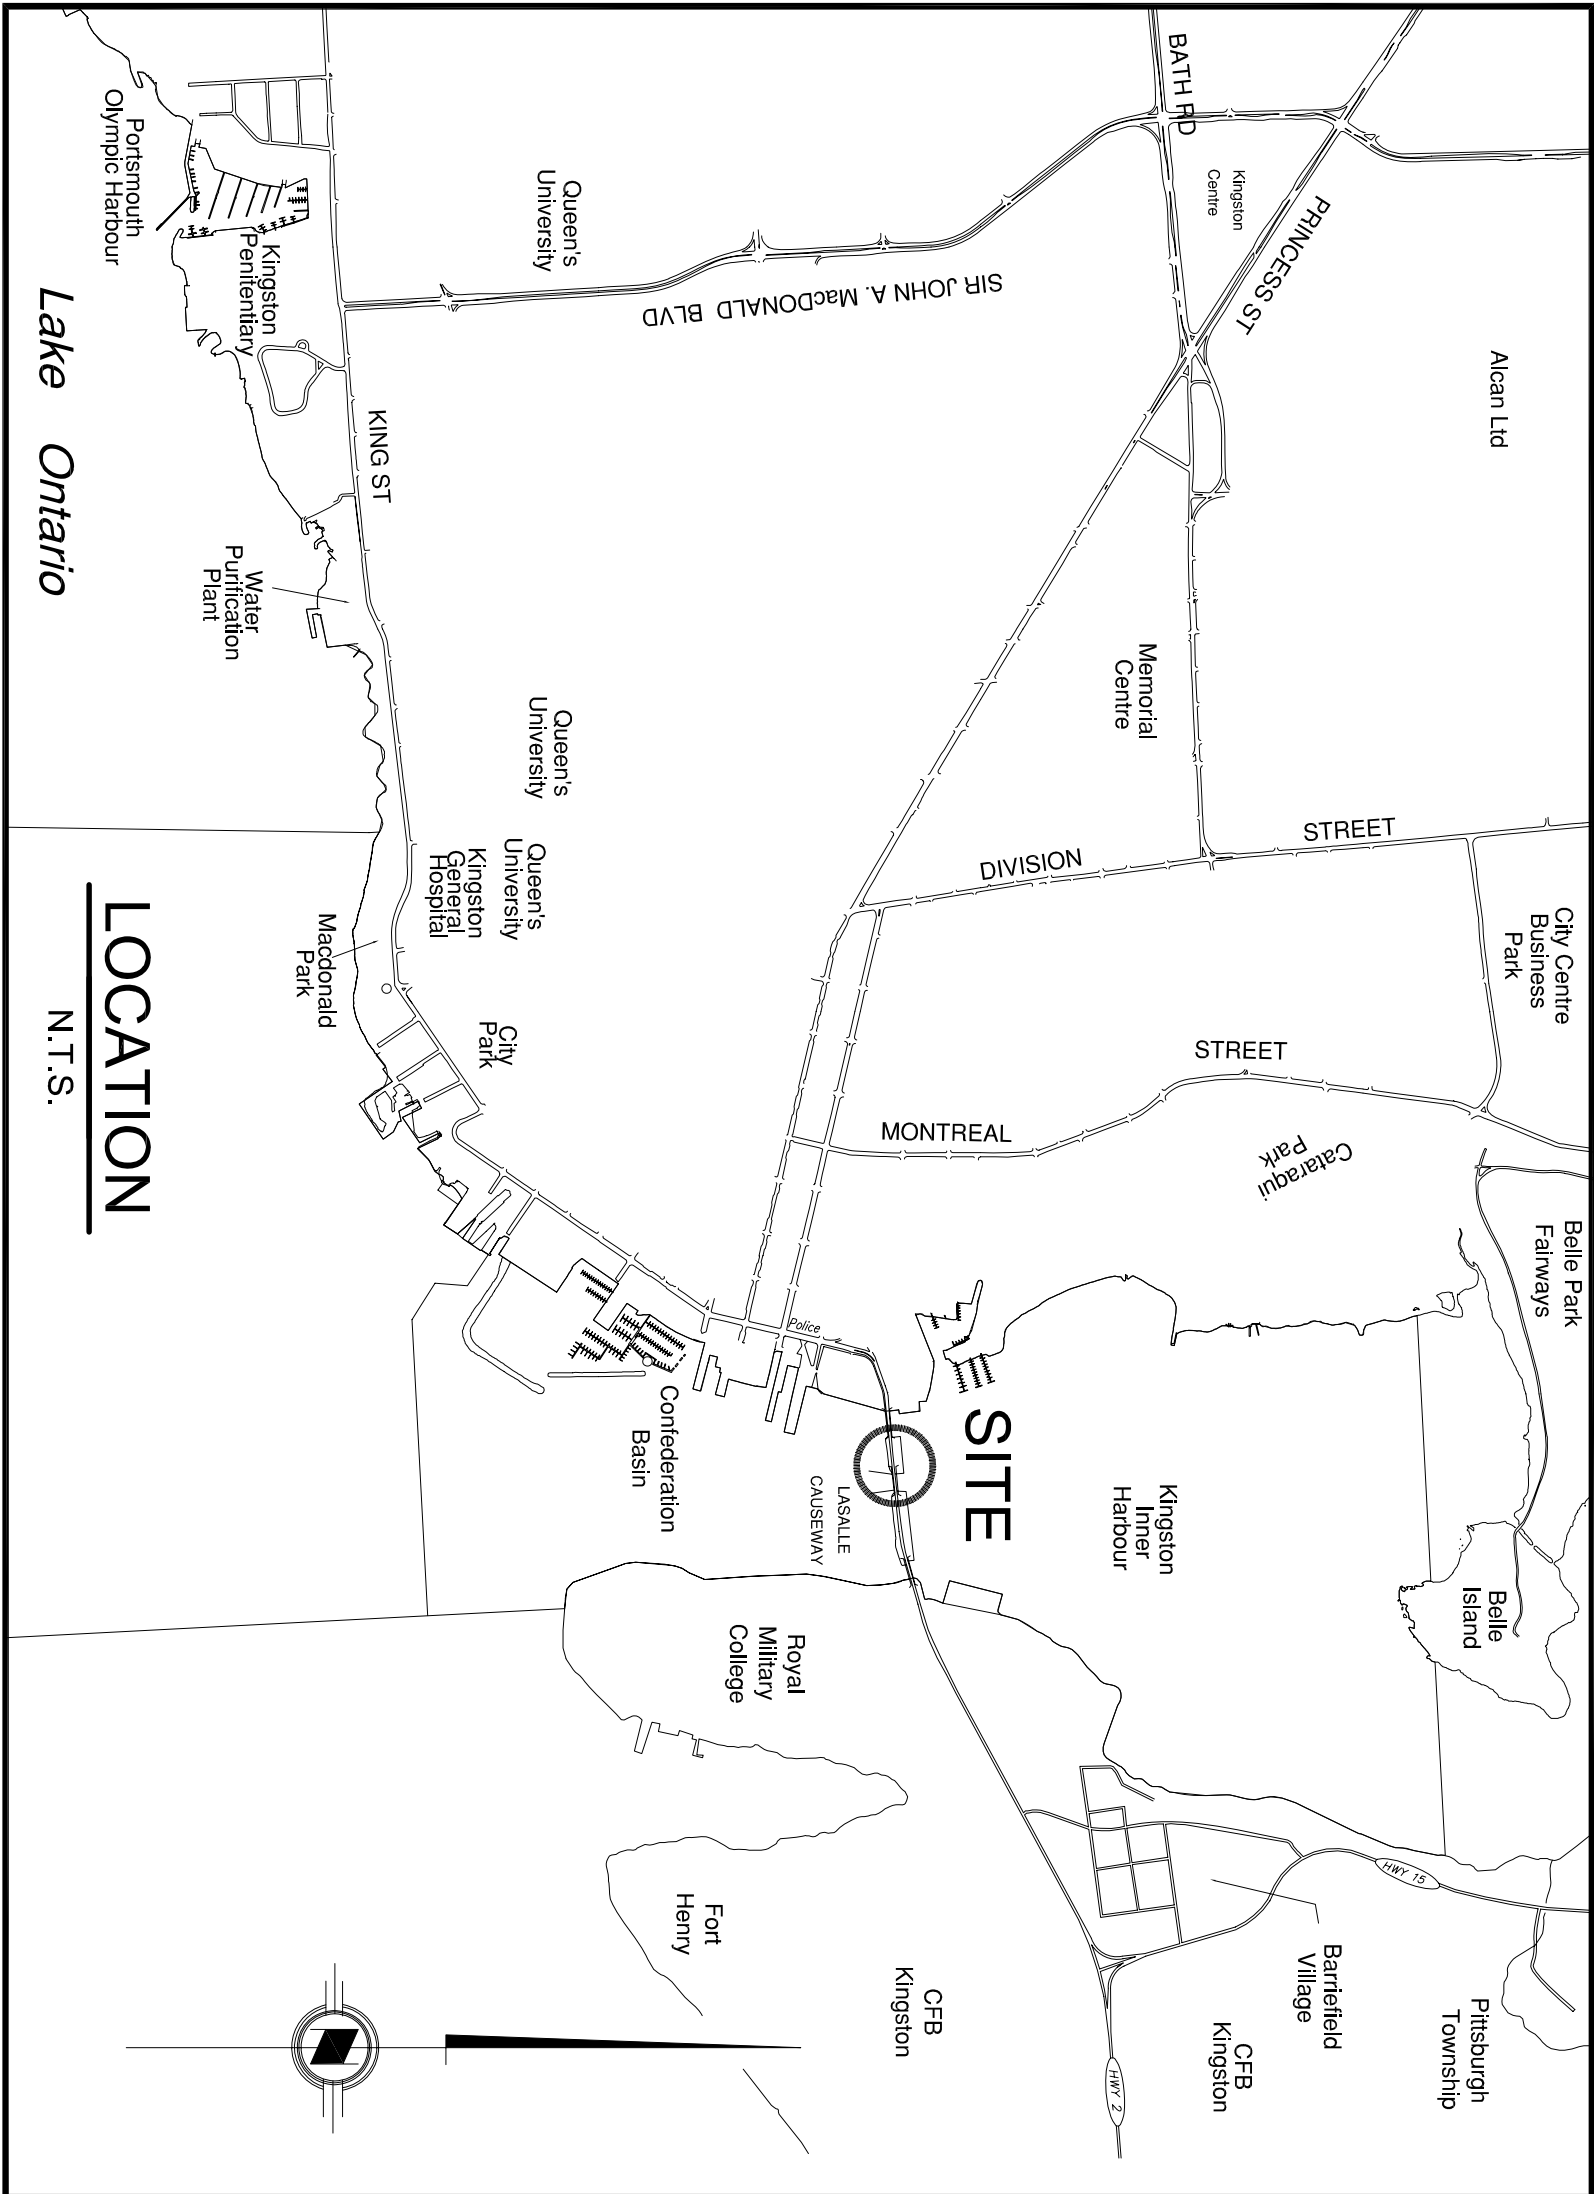 BATH RD
PRINCESS ST
Kingston
Centre
Alcan Ltd
SIR JOHN A. MacDONALD BLVD
Queen's
University
Portsmouth
Olympic Harbour
Kingston
Penitentiary
KING ST
Lake Ontario
Water
Purification
Plant
Memorial
Centre
Queen's
University
Queen's
University
Kingston
General
Hospital
DIVISION
STREET
City Centre
Business
Park
Macdonald
Park
City
Park
STREET
MONTREAL
Cataraqui
Park
Belle Park
Fairways
LOCATION
N.T.S.
Police
Confederation
Basin
SITE
LASALLE
CAUSEWAY
Kingston
Inner
Harbour
Belle
Island
Royal
Military
College
HWY 15
Fort
Henry
Barriefield
Village
CFB
Kingston
CFB
Kingston
Pittsburgh
Township
HWY 2
N